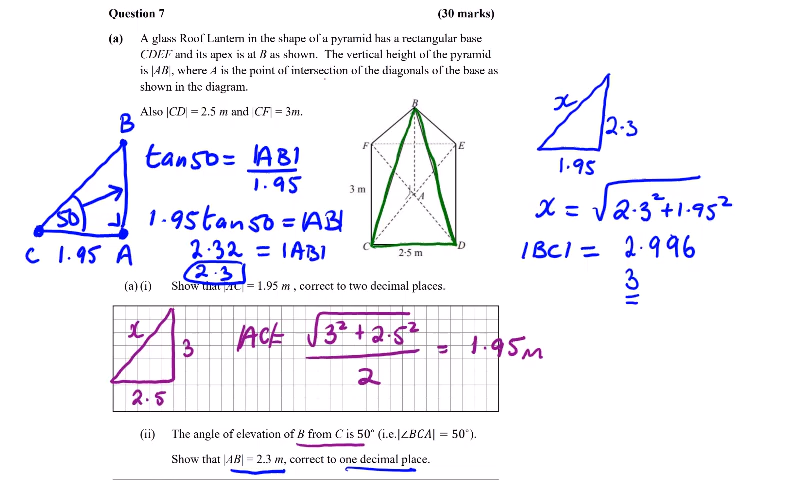 Question 7 (30 marks)
(a) A glass Roof Lantern in the shape of a pyramid has a rectangular base
CDEF and its apex is at B as shown. The vertical height of the pyramid
is |AB|, where A is the point of intersection of the diagonals of the base as
shown in the diagram.
Also |CD| = 2.5 m and |CF| = 3m.
B
tan50 = |AB|
1.95
50
1.95tan50 = |AB|
C 1.95 A
2.32 = |AB|
2.3
B
F E
3 m
A
C D
2·5 m
x
2.3
1.95
x = √2.3² + 1.95²
|BC| = 2.996
3
(a) (i) Show that |AC| = 1.95 m , correct to two decimal places.
x
3
2.5
|AC| = √3² + 2.5² = 1.95m
2
(ii) The angle of elevation of B from C is 50° (i.e.|∠BCA| = 50°).
Show that |AB| = 2.3 m, correct to one decimal place.